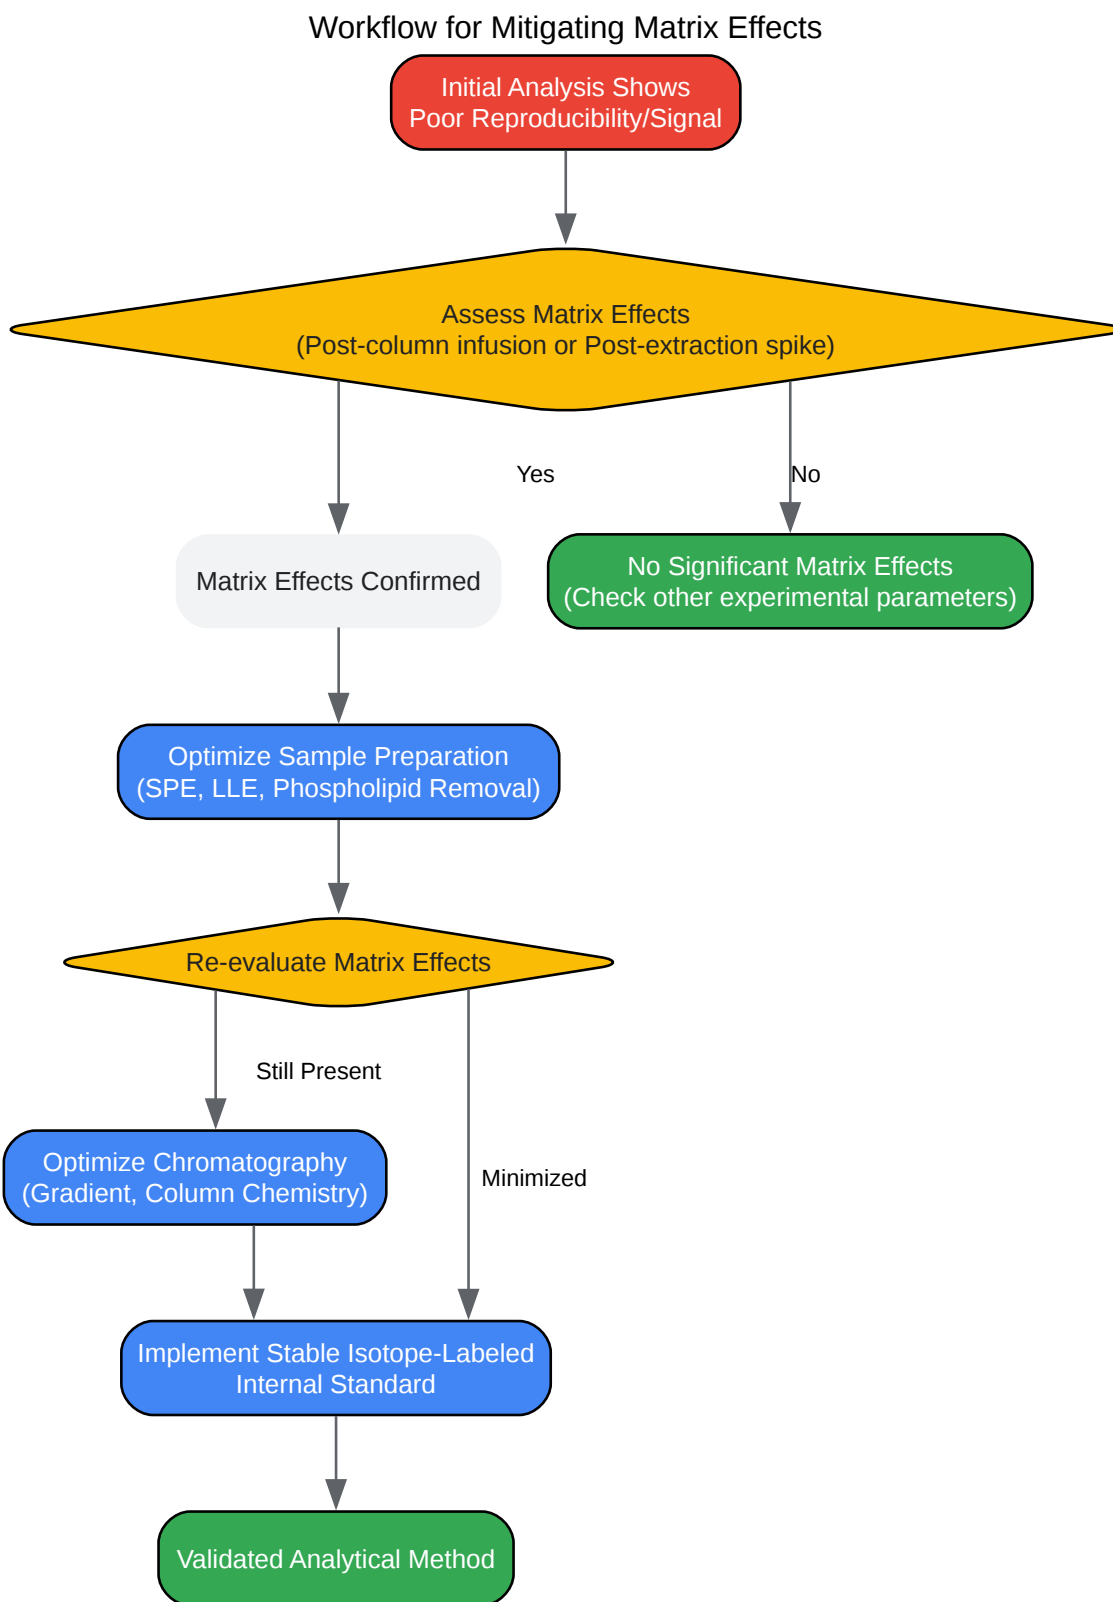 Workflow for Mitigating Matrix Effects
Initial Analysis Shows
Poor Reproducibility/Signal
Assess Matrix Effects
(Post-column infusion or Post-extraction spike)
Yes
No
Matrix Effects Confirmed
No Significant Matrix Effects
(Check other experimental parameters)
Optimize Sample Preparation
(SPE, LLE, Phospholipid Removal)
Re-evaluate Matrix Effects
Still Present
Optimize Chromatography
(Gradient, Column Chemistry)
Minimized
Implement Stable Isotope-Labeled
Internal Standard
Validated Analytical Method